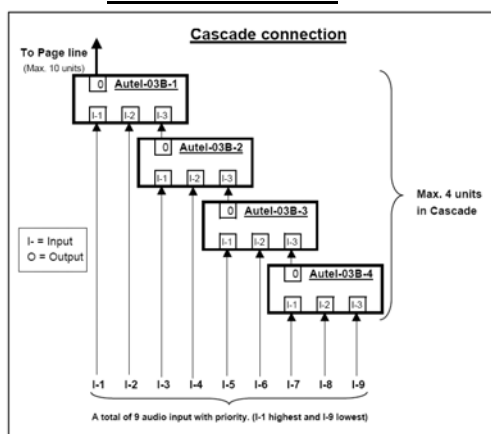 Cascade connection
To Page line
(Max. 10 units)
0 Autel-03B-1
I-1 I-2 I-3
0 Autel-03B-2
I-1 I-2 I-3
0 Autel-03B-3
I-1 I-2 I-3
0 Autel-03B-4
I-1 I-2 I-3
Max. 4 units
in Cascade
I- = Input
O = Output
I-1 I-2 I-3 I-4 I-5 I-6 I-7 I-8 I-9
A total of 9 audio input with priority. (I-1 highest and I-9 lowest)